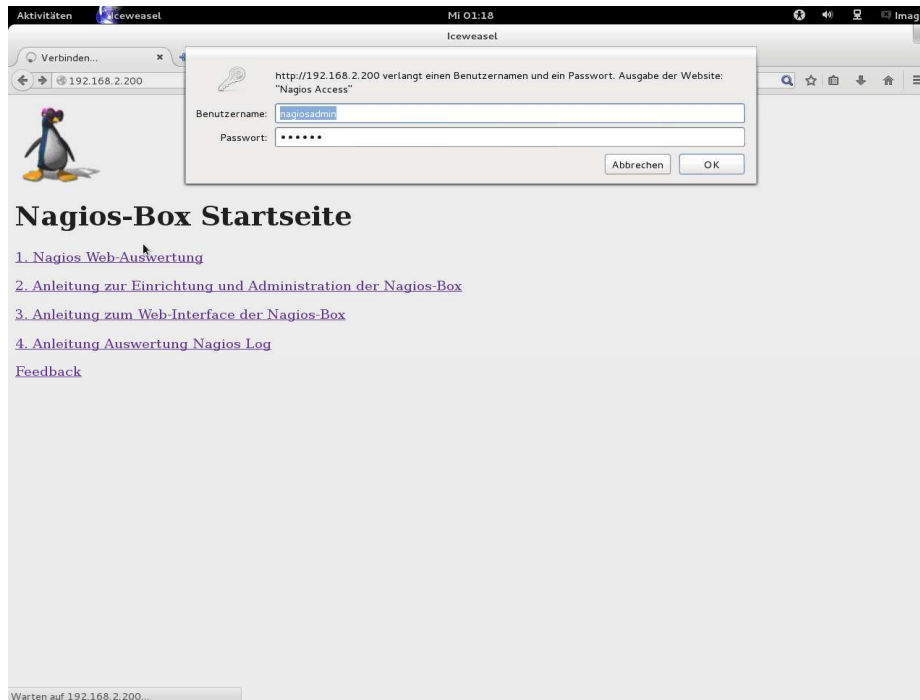 Aktivitäten Iceweasel Mi 01:18 Imag
Iceweasel
Verbinden...
192.168.2.200
http://192.168.2.200 verlangt einen Benutzernamen und ein Passwort. Ausgabe der Website:
"Nagios Access"
Benutzername: nagiosadmin
Passwort: ••••••
Abbrechen OK
Nagios-Box Startseite
1. Nagios Web-Auswertung
2. Anleitung zur Einrichtung und Administration der Nagios-Box
3. Anleitung zum Web-Interface der Nagios-Box
4. Anleitung Auswertung Nagios Log
Feedback
Warten auf 192.168.2.200...